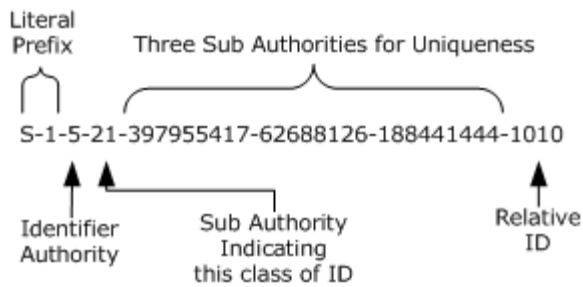 Literal
Prefix
Three Sub Authorities for Uniqueness
S-1-5-21-397955417-62688126-188441444-1010
Identifier
Authority
Sub Authority
Indicating
this class of ID
Relative
ID